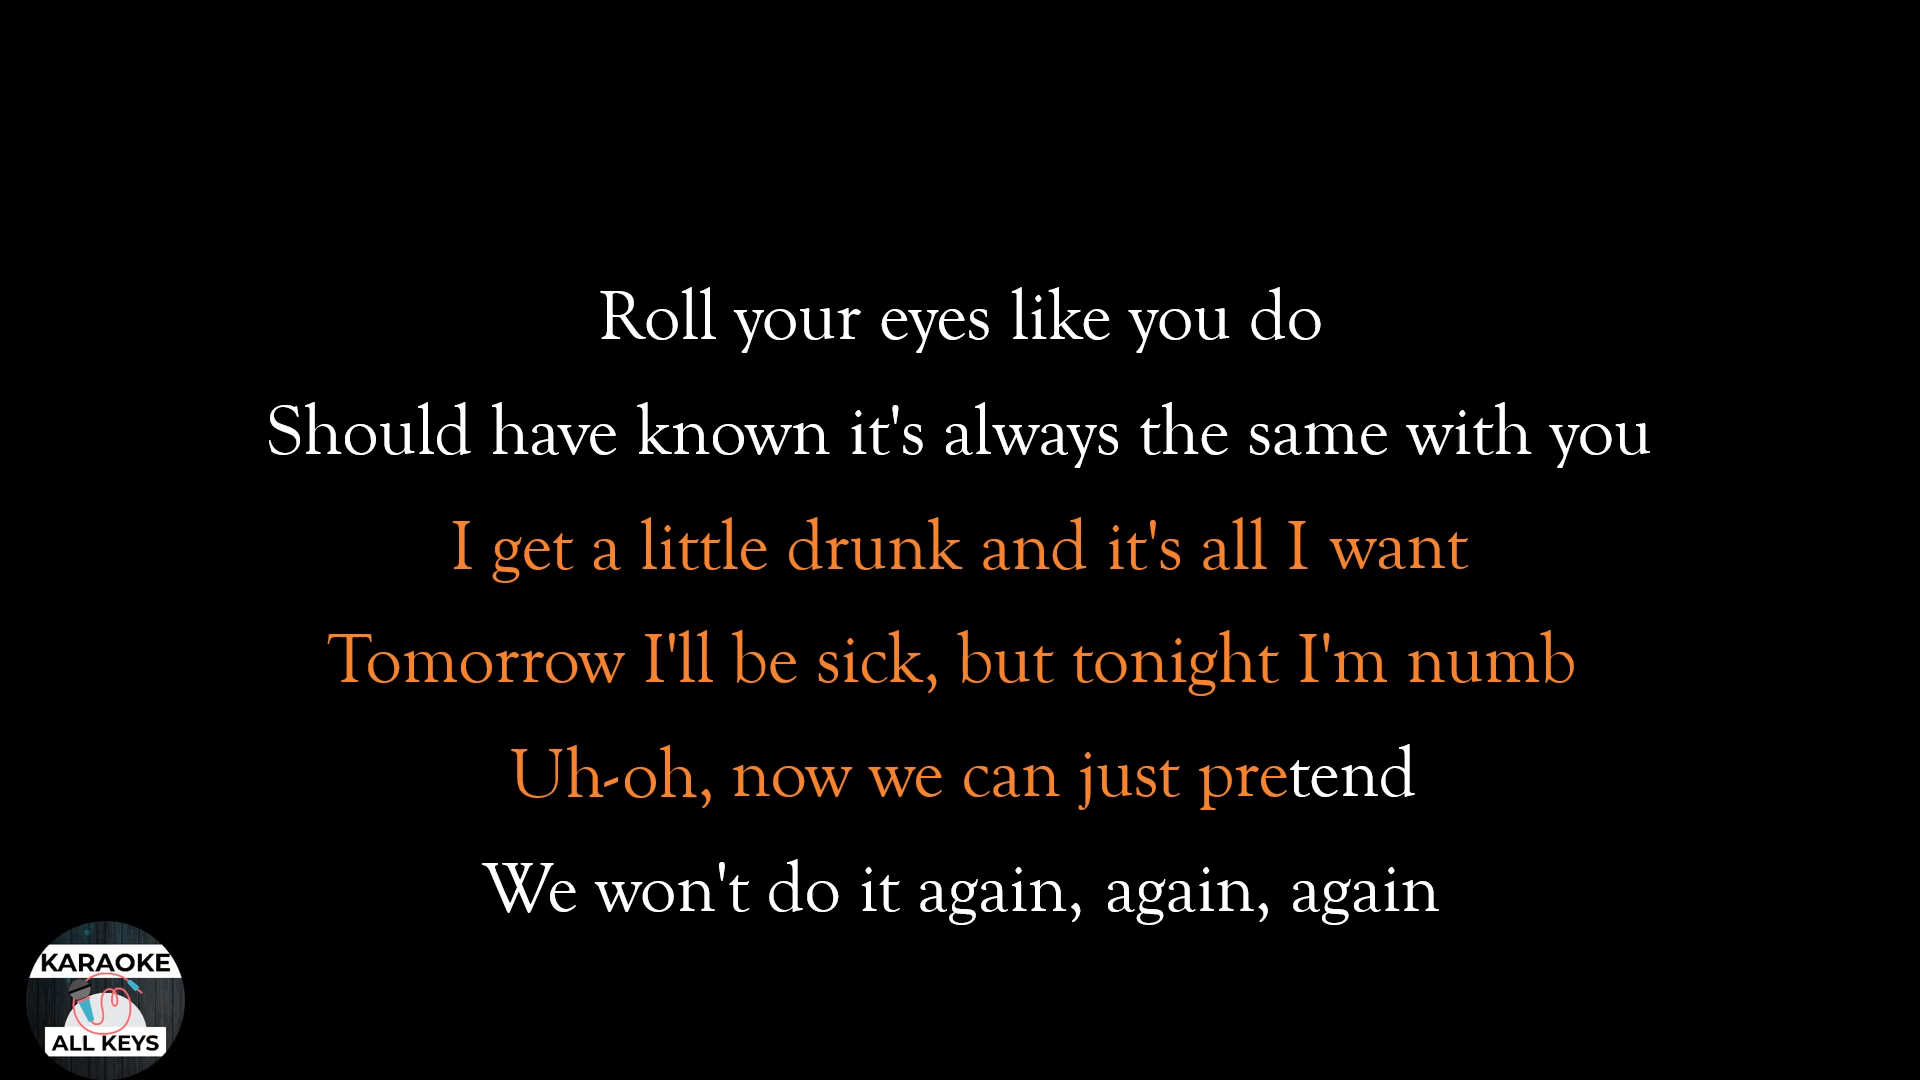 Roll your eyes like you do
Should have known it's always the same with you
I get a little drunk and it's all I want
Tomorrow I'll be sick, but tonight I'm numb
Uh-oh, now we can just pretend
We won't do it again, again, again
KARAOKE
ALL KEYS